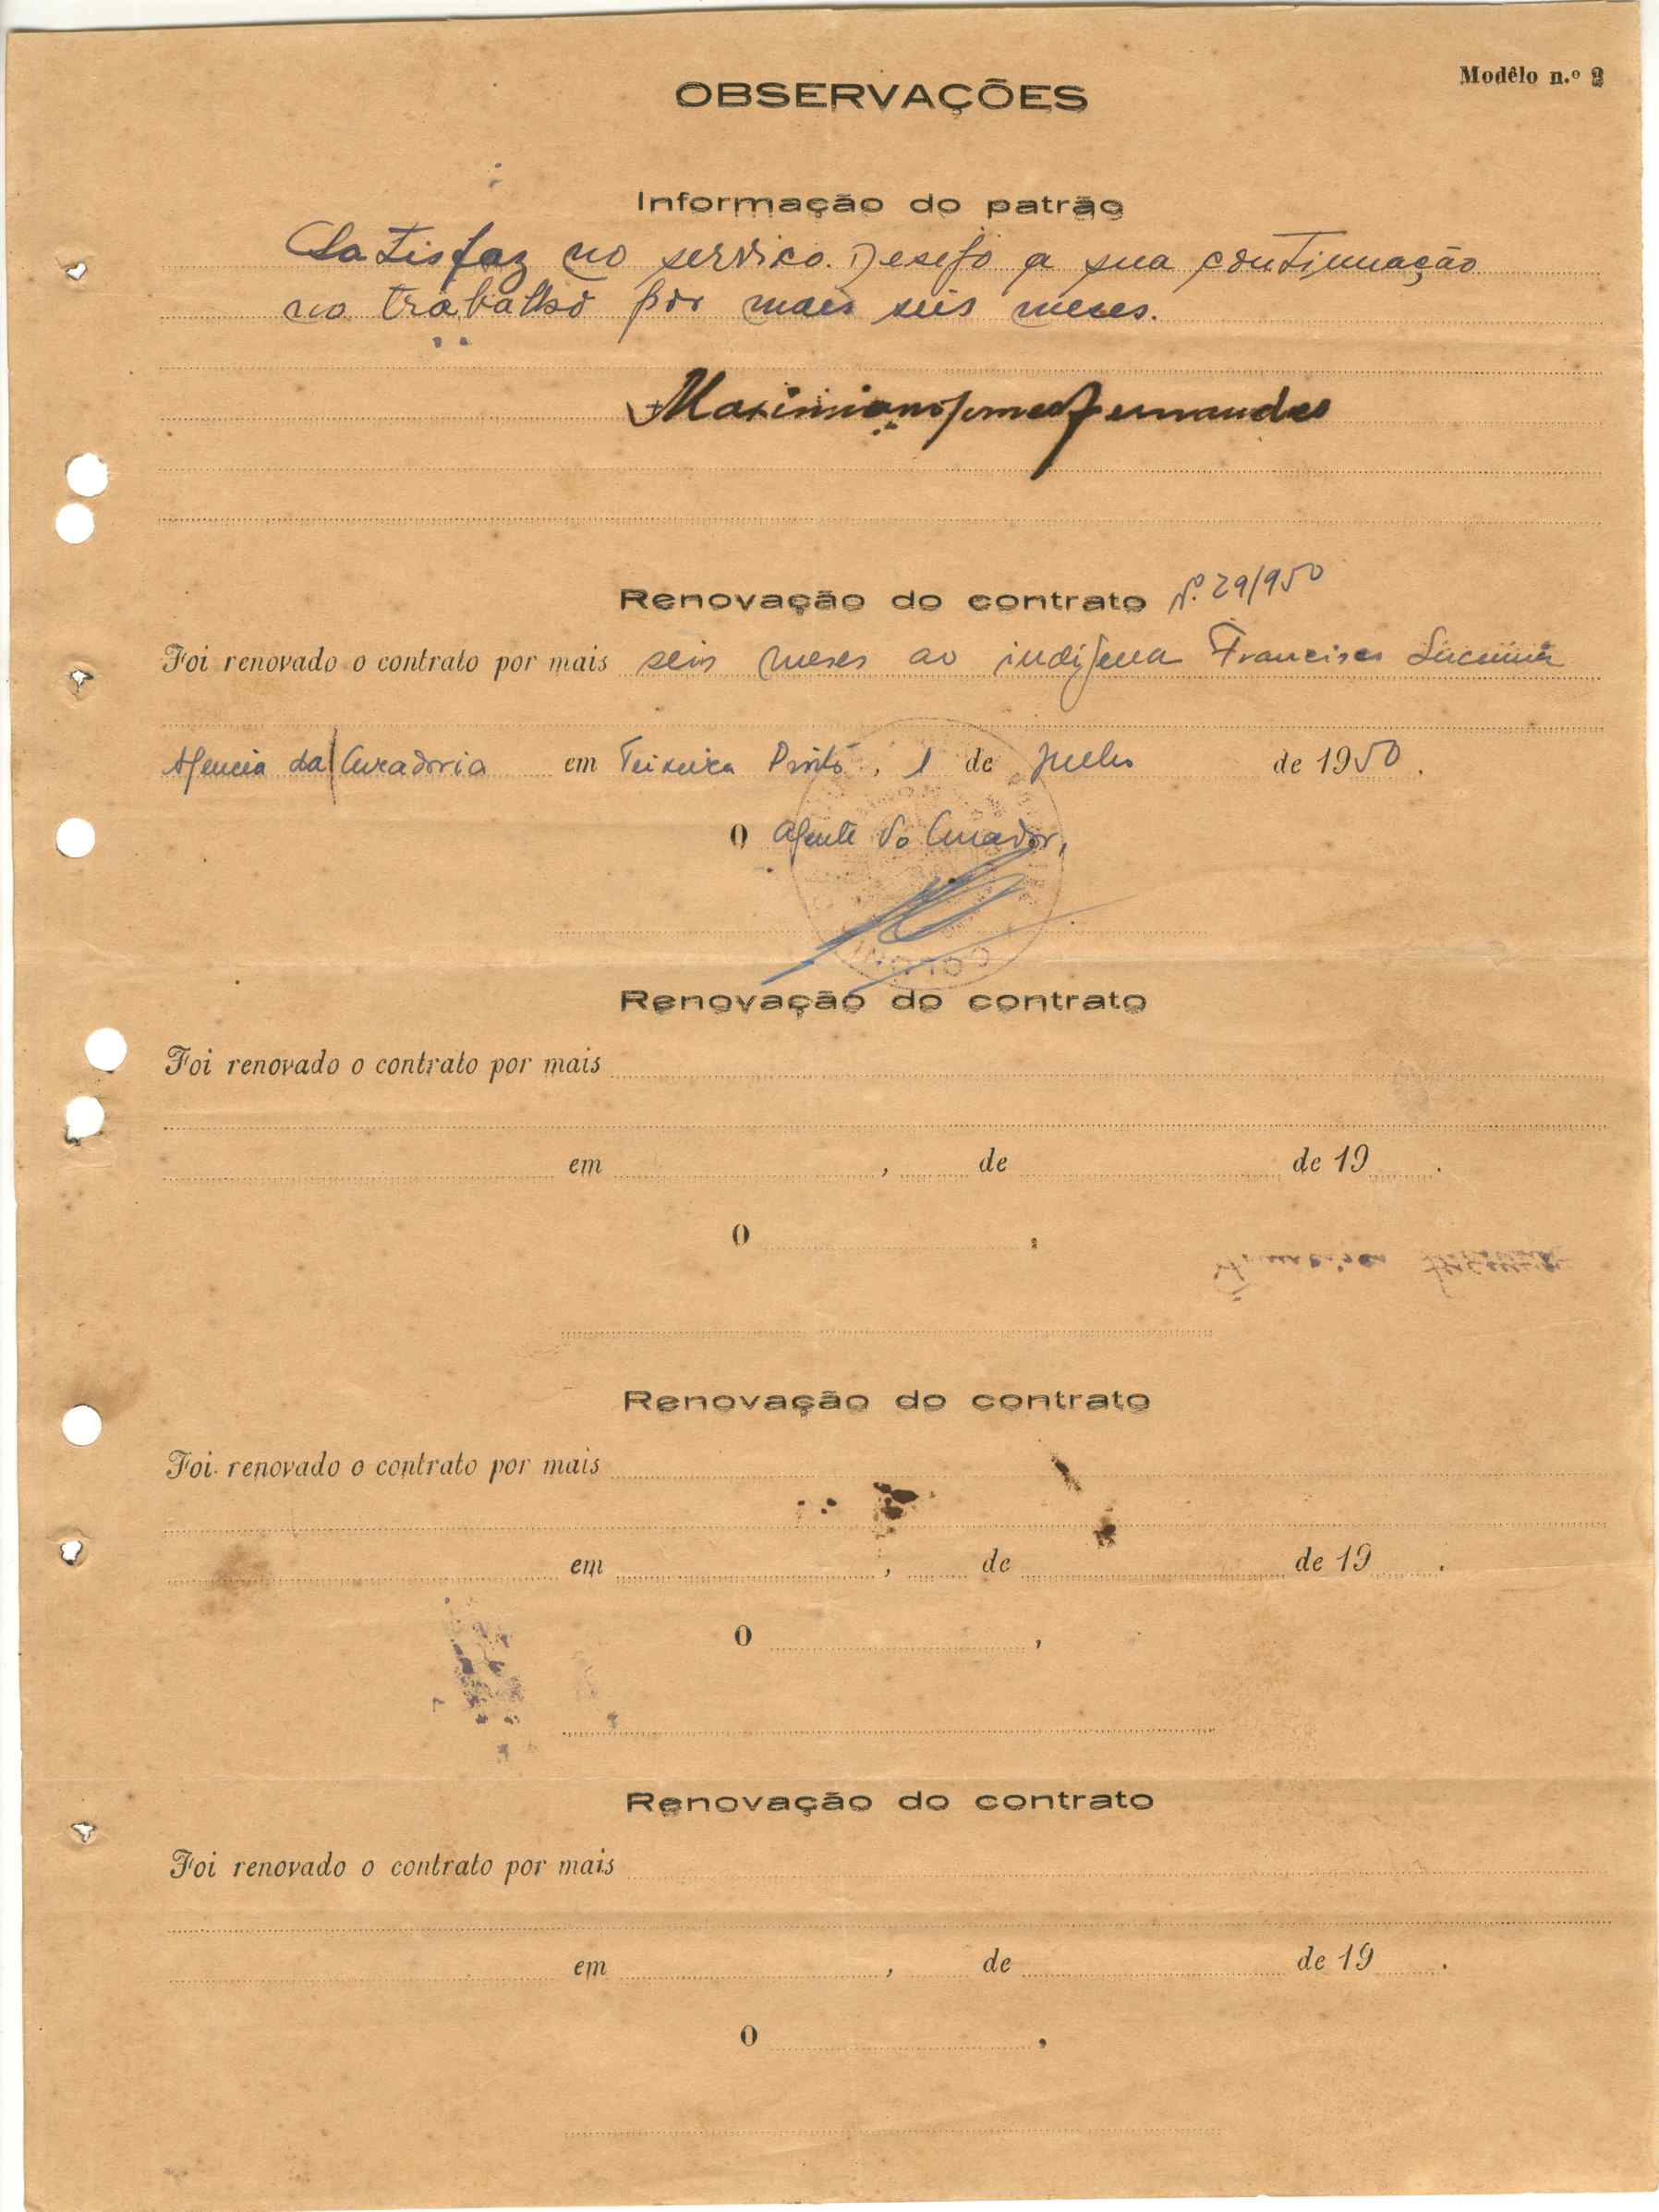 Modêlo n.º 2
OBSERVAÇÕES
Informação do patrão
Satisfaz no serviço. Desejo a sua continuação
no trabalho por mais seis meses.
Maximiano Gomes Fernandes
Renovação do contrato Nº. 29/950
Foi renovado o contrato por mais seis meses ao indígena Francisco
Agencia da Curadoria em Teixeira Pinto, 1 de Julho de 1950.
O Agente do Curador,
Renovação do contrato
Foi renovado o contrato por mais
em , de de 19 .
O ,
Renovação do contrato
Foi renovado o contrato por mais
em , de de 19 .
O ,
Renovação do contrato
Foi renovado o contrato por mais
em , de de 19 .
O ,